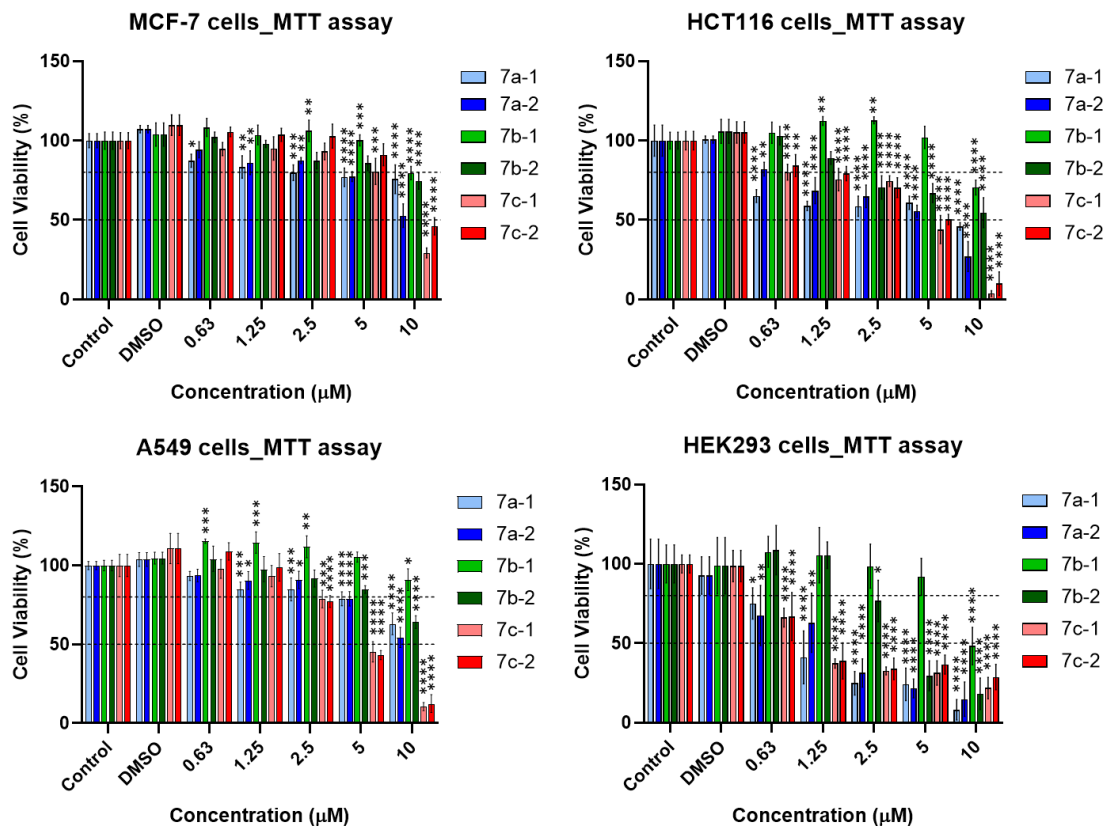 MCF-7 cells_MTT assay
Cell Viability (%)
150
100
50
0
Control
DMSO
0.63
1.25
2.5
5
10
Concentration (μM)
7a-1
7a-2
7b-1
7b-2
7c-1
7c-2
HCT116 cells_MTT assay
Cell Viability (%)
150
100
50
0
Control
DMSO
0.63
1.25
2.5
5
10
Concentration (μM)
7a-1
7a-2
7b-1
7b-2
7c-1
7c-2
A549 cells_MTT assay
Cell Viability (%)
150
100
50
0
Control
DMSO
0.63
1.25
2.5
5
10
Concentration (μM)
7a-1
7a-2
7b-1
7b-2
7c-1
7c-2
HEK293 cells_MTT assay
Cell Viability (%)
150
100
50
0
Control
DMSO
0.63
1.25
2.5
5
10
Concentration (μM)
7a-1
7a-2
7b-1
7b-2
7c-1
7c-2